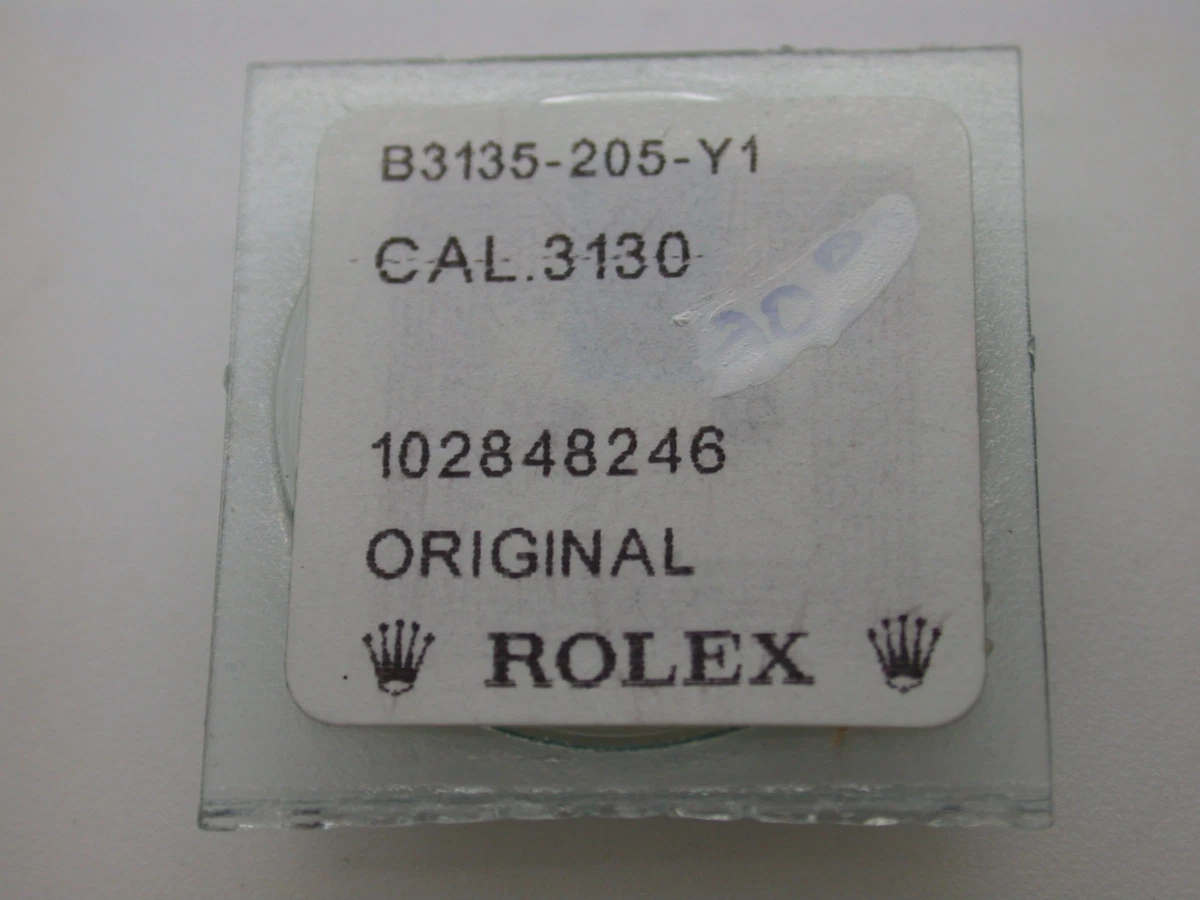 B3135-205-Y1
CAL.3130
102848246
ORIGINAL
ROLEX